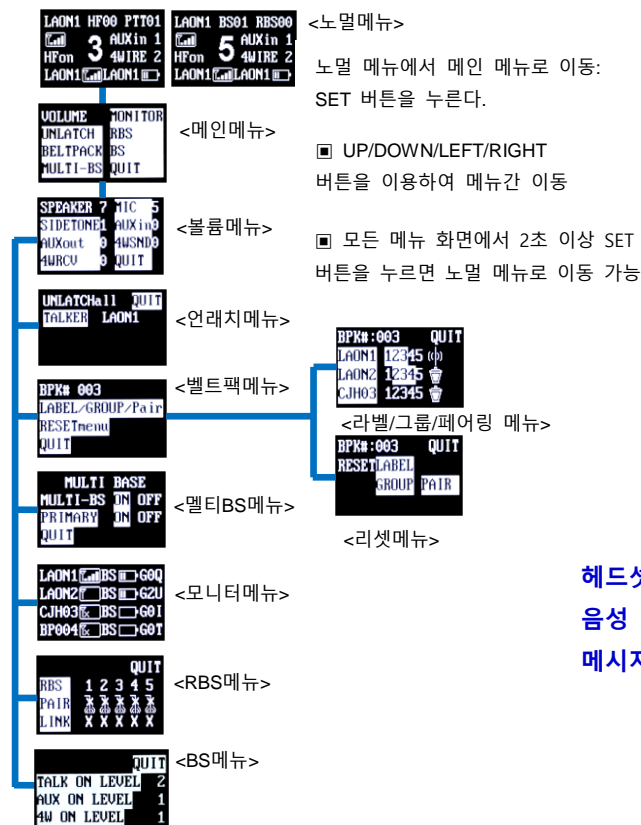 LAON1 HF00 PTT01
AUXin 1
3
HFon 4WIRE 2
LAON1 LAON1
LAON1 BS01 RBS00
AUXin 1
5
HFon 4WIRE 2
LAON1 LAON1
<노멀메뉴>
노멀 메뉴에서 메인 메뉴로 이동:
SET 버튼을 누른다.
▣ UP/DOWN/LEFT/RIGHT
버튼을 이용하여 메뉴간 이동
▣ 모든 메뉴 화면에서 2초 이상 SET
버튼을 누르면 노멀 메뉴로 이동 가능
VOLUME MONITOR
UNLATCH RBS
BELTPACK BS
MULTI-BS QUIT
<메인메뉴>
SPEAKER 7 MIC 5
SIDETONE1 AUXin0
AUXout 0 4WSND0
4WRCV 0 QUIT
<볼륨메뉴>
UNLATCHall QUIT
TALKER LAON1
<언래치메뉴>
BPK# 003
LABEL/GROUP/Pair
RESETmenu
QUIT
<벨트팩메뉴>
BPK#:003 QUIT
LAON1 12345
LAON2 12345
CJH03 12345
<라벨/그룹/페어링 메뉴>
BPK#:003 QUIT
RESET LABEL
GROUP PAIR
<리셋메뉴>
MULTI BASE
MULTI-BS ON OFF
PRIMARY ON OFF
QUIT
<멀티BS메뉴>
LAON1 BS G0Q
LAON2 BS G2U
CJH03 BS G0I
BP004 BS G0T
<모니터메뉴>
QUIT
RBS 1 2 3 4 5
PAIR
LINK X X X X X
<RBS메뉴>
QUIT
TALK ON LEVEL 2
AUX ON LEVEL 1
4W ON LEVEL 1
<BS메뉴>
헤드셋
음성
메시지